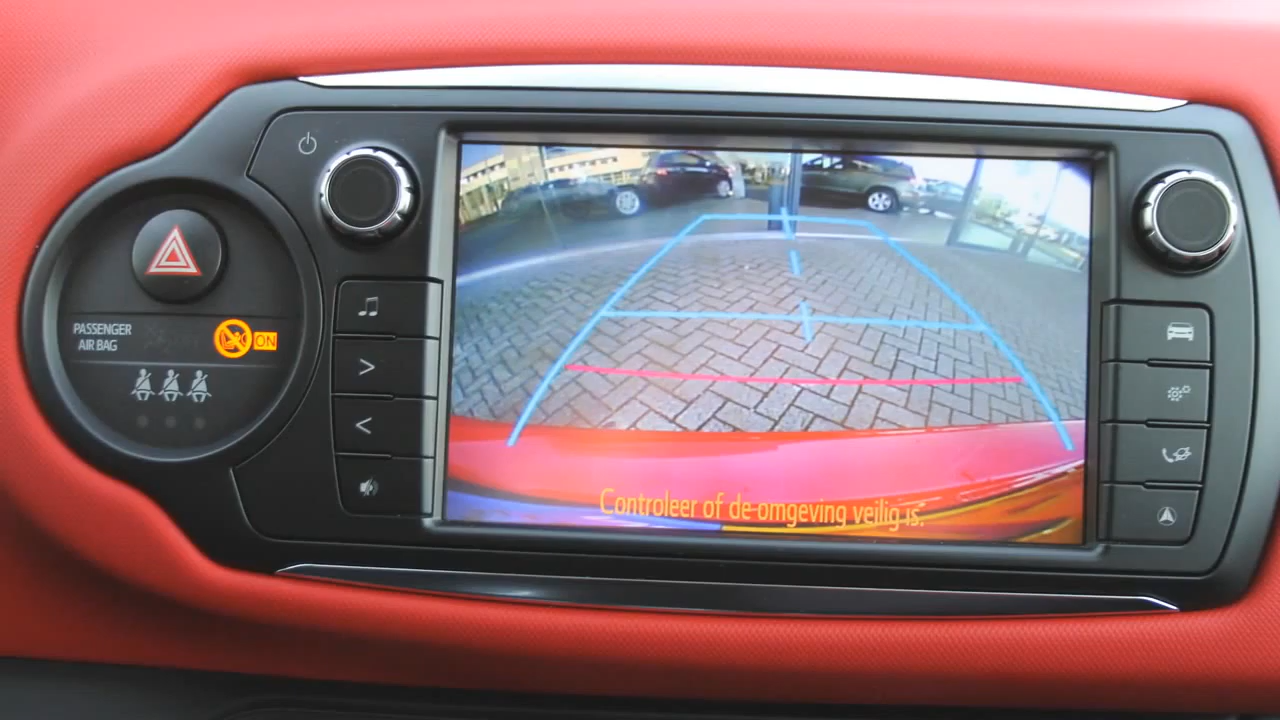 PASSENGER
AIR BAG
ON
Controleer of de omgeving veilig is.